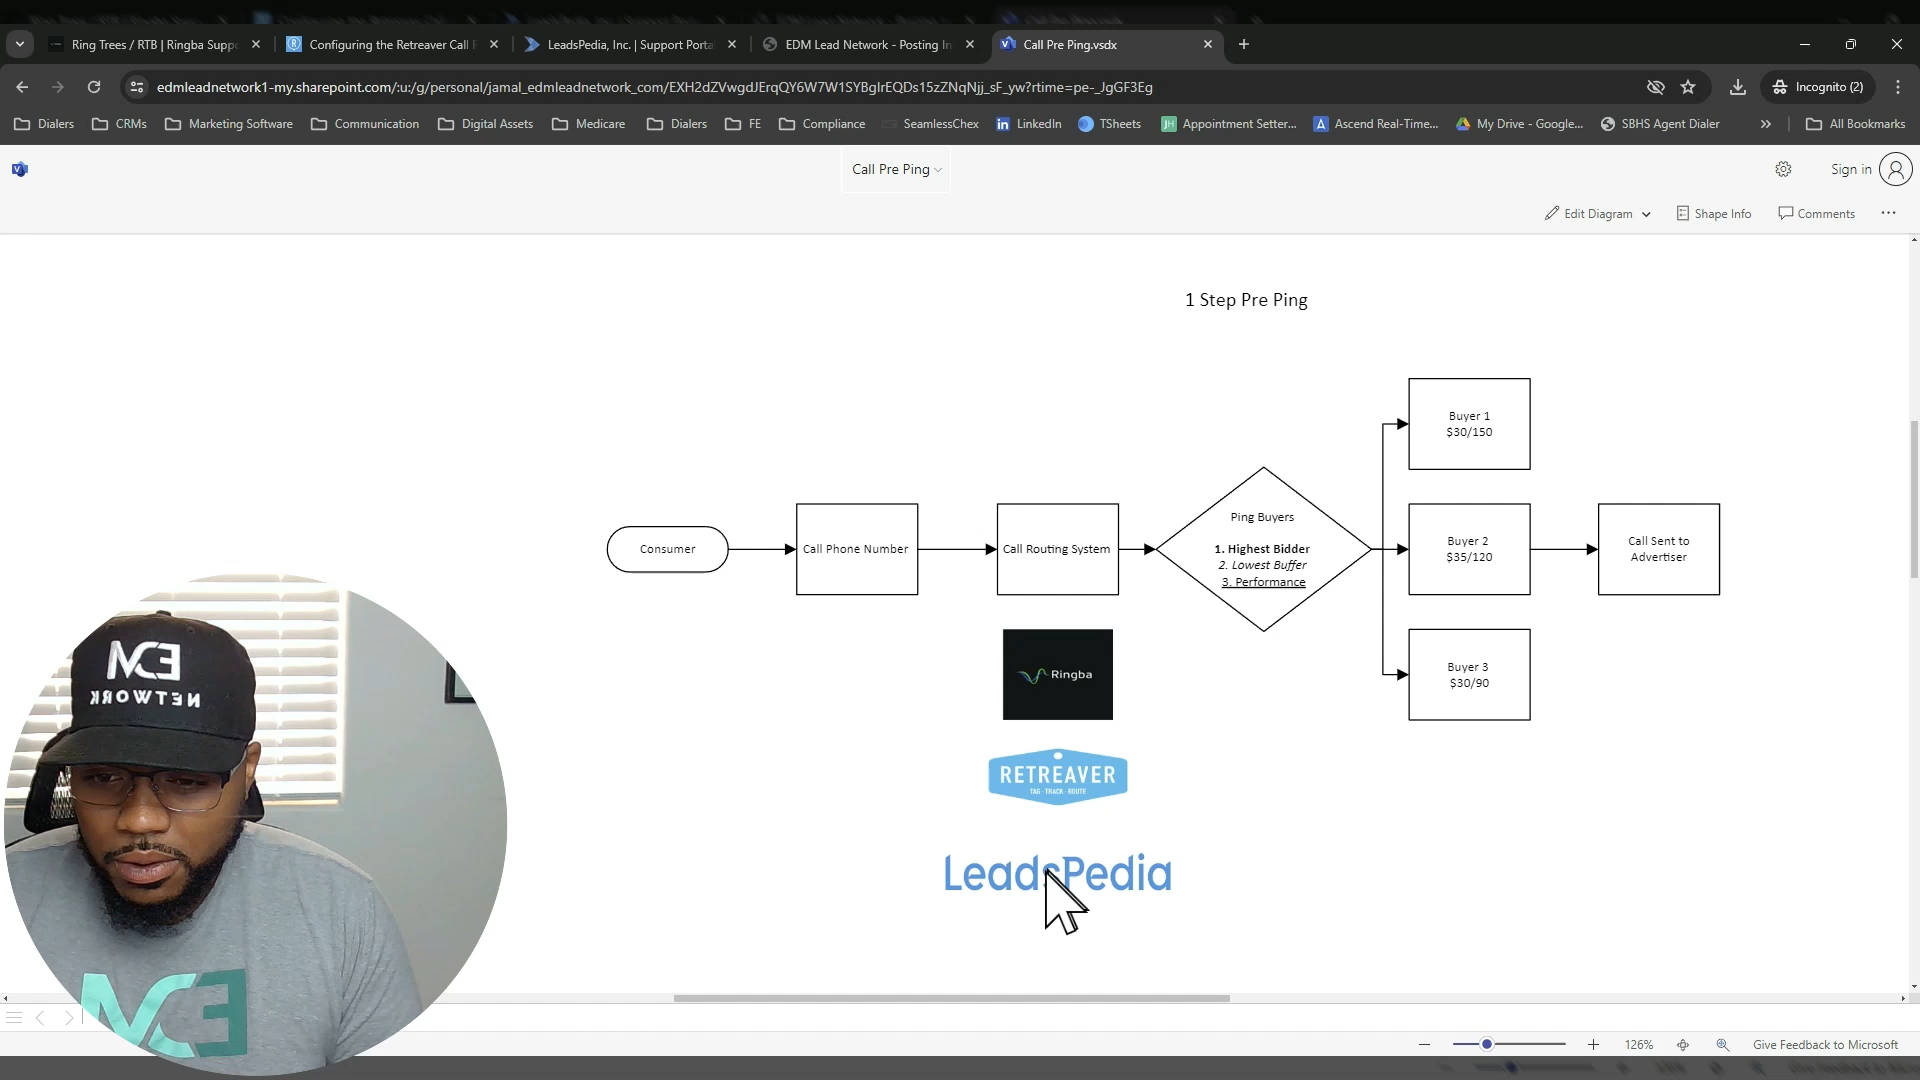 Ring Trees / RTB | Ringba Supp
Configuring the Retreaver Call
LeadsPedia, Inc. | Support Porta
EDM Lead Network - Posting In
Call Pre Ping.vsdx
edmleadnetwork1-my.sharepoint.com/:u:/g/personal/jamal_edmleadnetwork_com/EXH2dZVwgdJErqQY6W7W1SYBglrEQDs15zZNqNjj_sF_yw?rtime=pe-_JgGF3Eg
Incognito (2)
Dialers
CRMs
Marketing Software
Communication
Digital Assets
Medicare
Dialers
FE
Compliance
SeamlessChex
LinkedIn
TSheets
Appointment Setter...
Ascend Real-Time...
My Drive - Google...
SBHS Agent Dialer
All Bookmarks
Call Pre Ping
Sign in
Edit Diagram
Shape Info
Comments
1 Step Pre Ping
Consumer
Call Phone Number
Call Routing System
Ping Buyers
1. Highest Bidder
2. Lowest Buffer
3. Performance
Buyer 1
$30/150
Buyer 2
$35/120
Buyer 3
$30/90
Call Sent to
Advertiser
Ringba
RETREAVER
TAG · TRACK · ROUTE
LeadsPedia
NETWORK
126%
Give Feedback to Microsoft